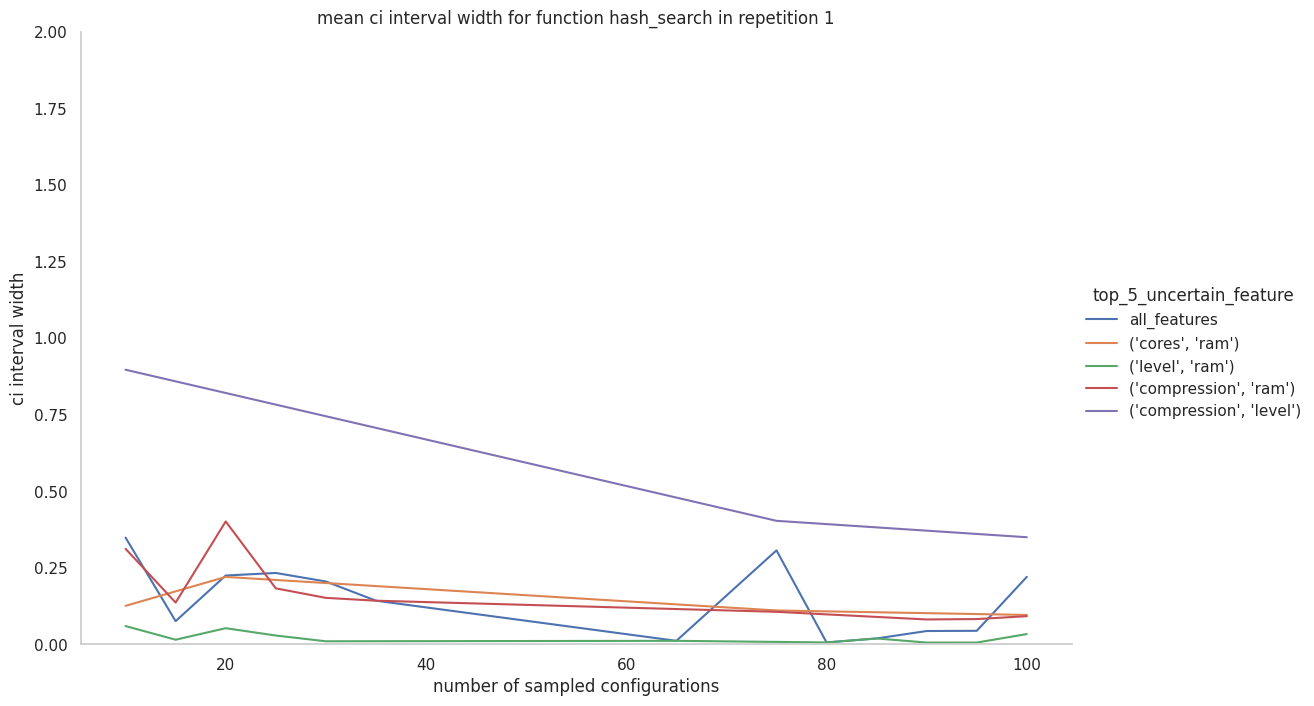 mean ci interval width for function hash_search in repetition 1
2.00
1.75
1.50
1.25
1.00
0.75
0.50
0.25
0.00
ci interval width
20
40
60
80
100
number of sampled configurations
top_5_uncertain_feature
all_features
('cores', 'ram')
('level', 'ram')
('compression', 'ram')
('compression', 'level')